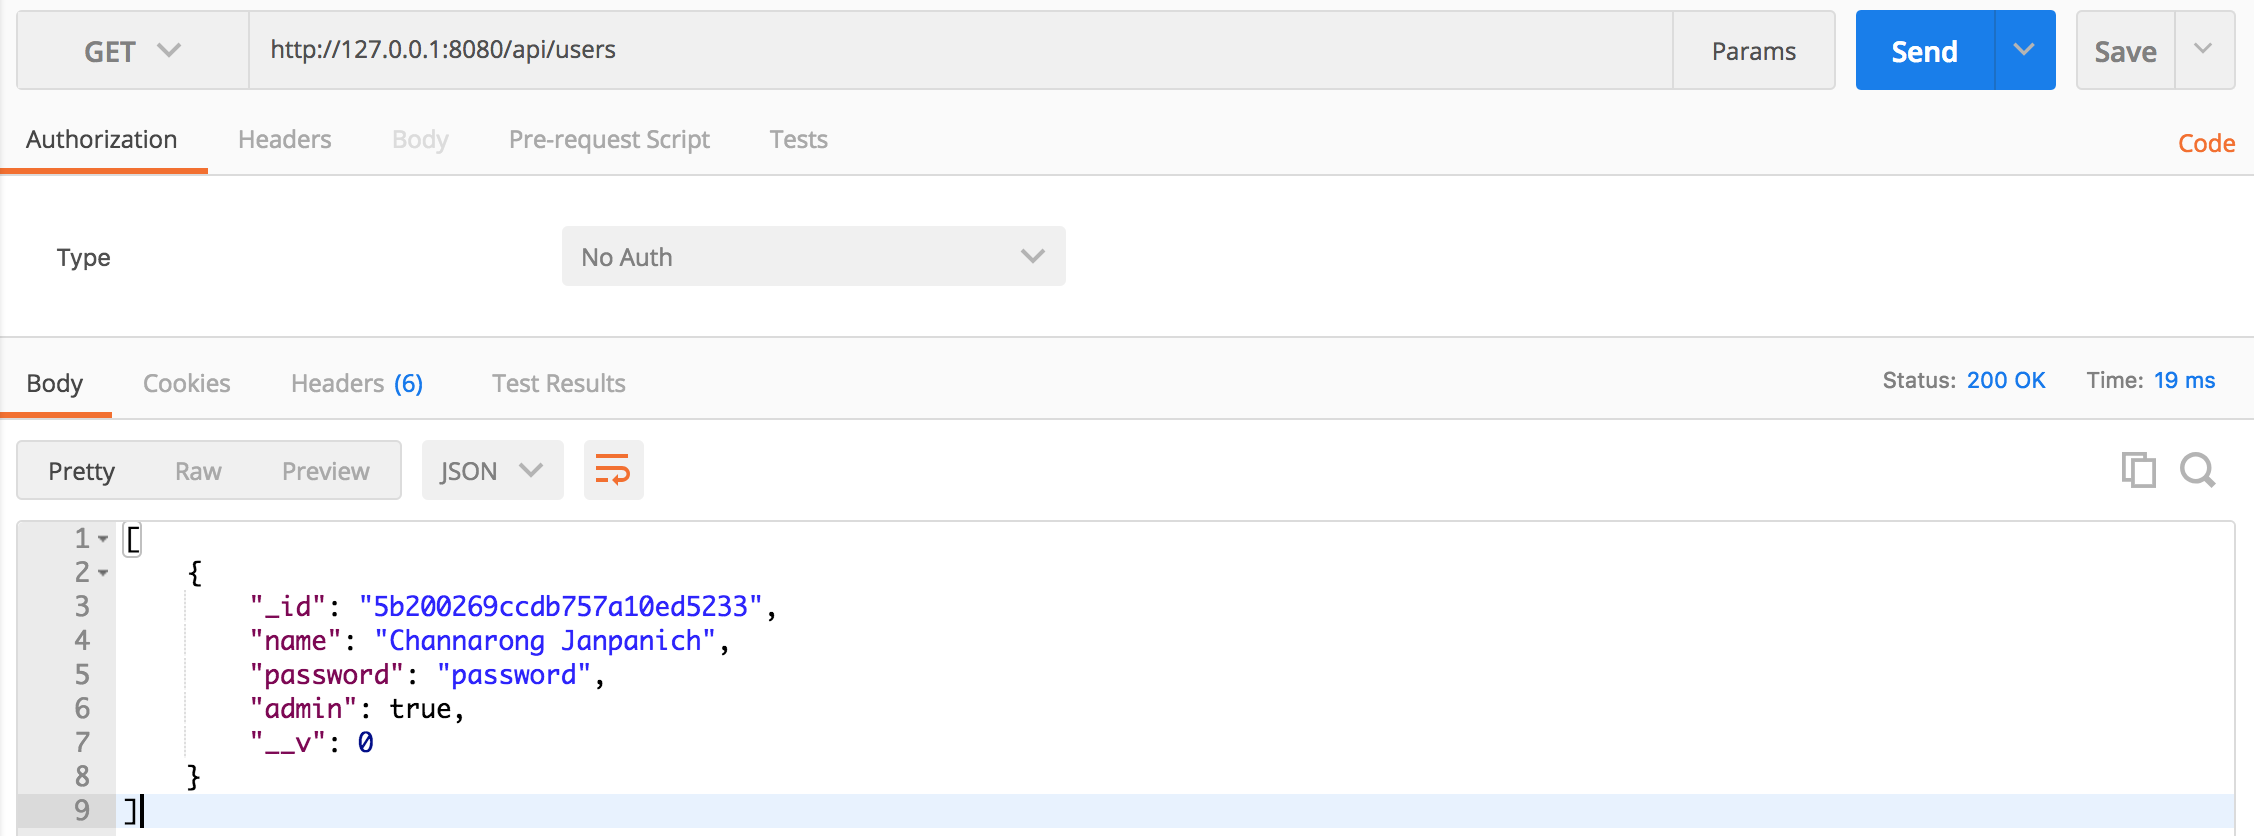 GET http://127.0.0.1:8080/api/users Params Send Save
Authorization Headers Body Pre-request Script Tests Code
Type No Auth
Body Cookies Headers (6) Test Results Status: 200 OK Time: 19 ms
Pretty Raw Preview JSON
1 [
2 {
3 "_id": "5b200269ccdb757a10ed5233",
4 "name": "Channarong Janpanich",
5 "password": "password",
6 "admin": true,
7 "__v": 0
8 }
9 ]